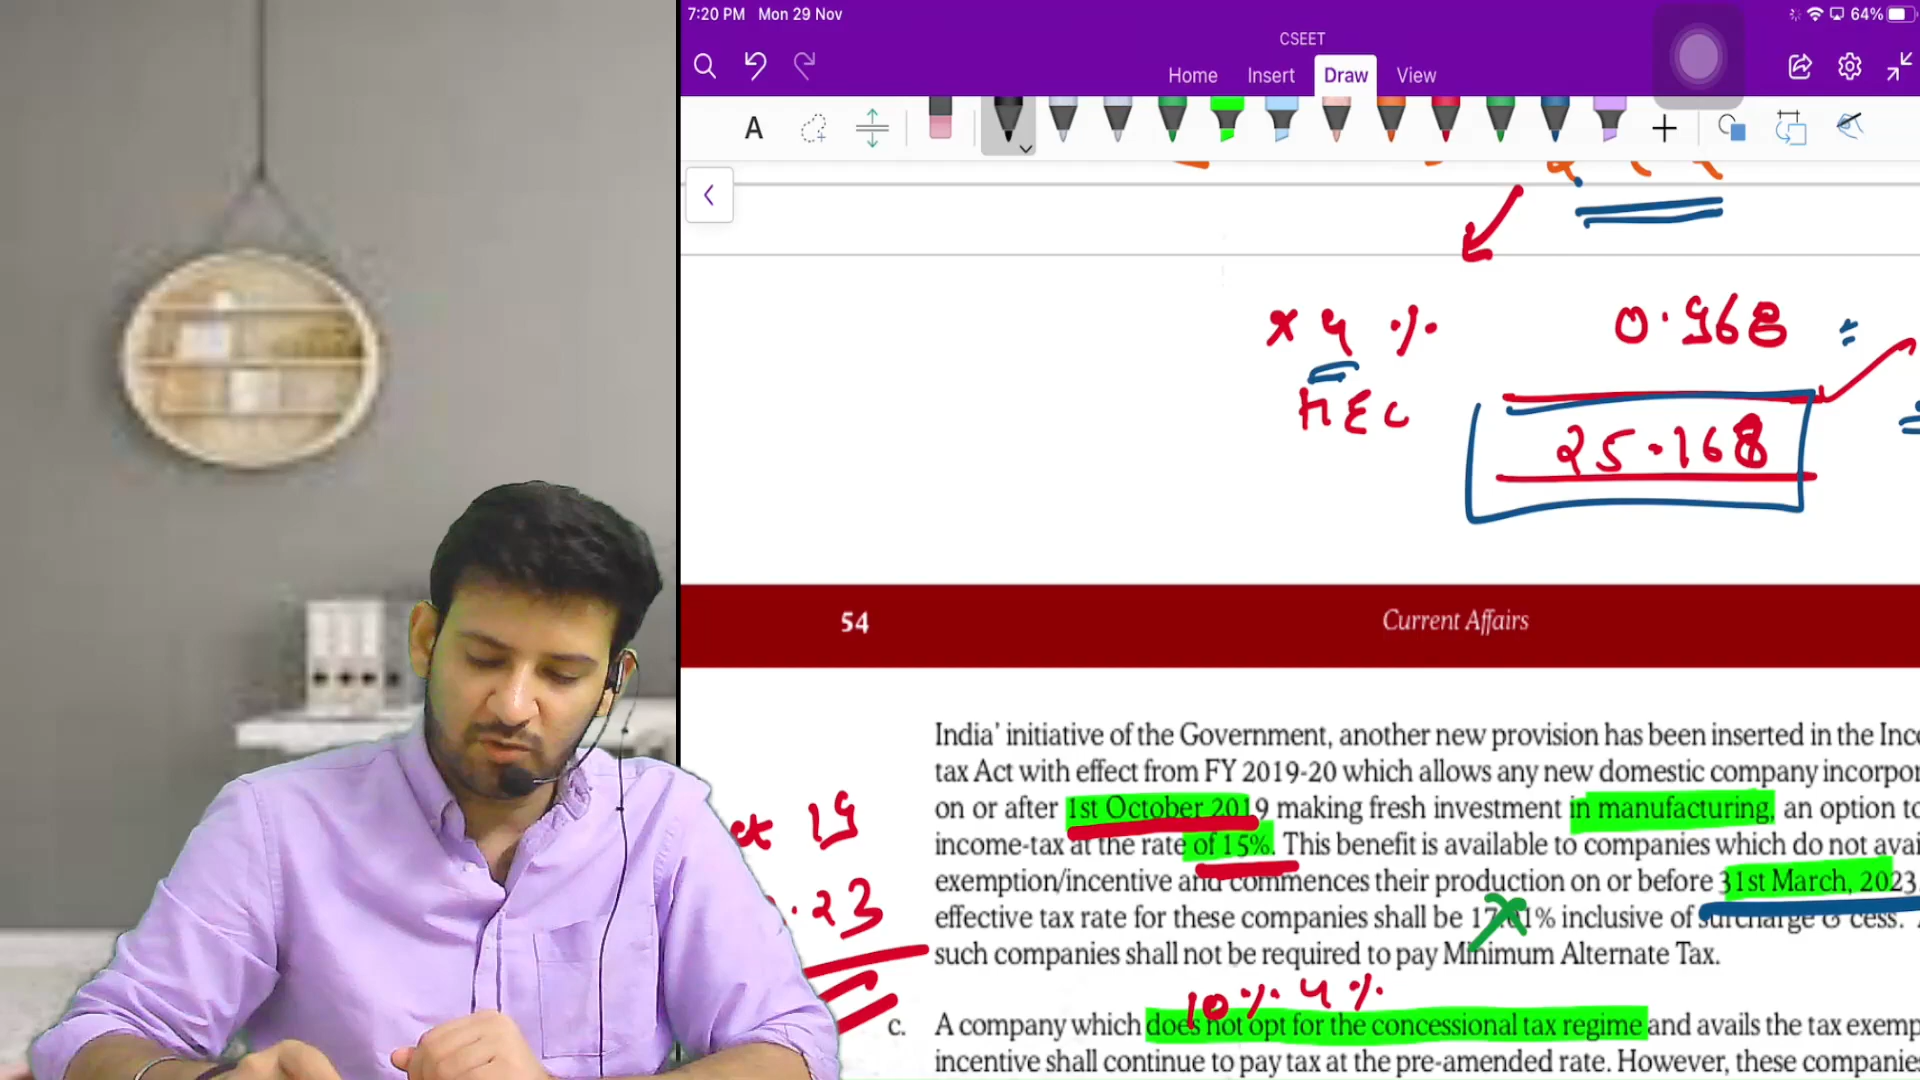 7:20 PM Mon 29 Nov
64%
CSEET
Home Insert Draw View
A
x 4 % 0.968 =
HEC
25.168
54 Current Affairs
India' initiative of the Government, another new provision has been inserted in the Inc
tax Act with effect from FY 2019-20 which allows any new domestic company incorpor
on or after 1st October 2019 making fresh investment in manufacturing, an option to
income-tax at the rate of 15%. This benefit is available to companies which do not avai
exemption/incentive and commences their production on or before 31st March, 2023
effective tax rate for these companies shall be 17.01% inclusive of surcharge & cess.
such companies shall not be required to pay Minimum Alternate Tax.
ct 19
.23
10% 4%
c. A company which does not opt for the concessional tax regime and avails the tax exemp
incentive shall continue to pay tax at the pre-amended rate. However, these companies